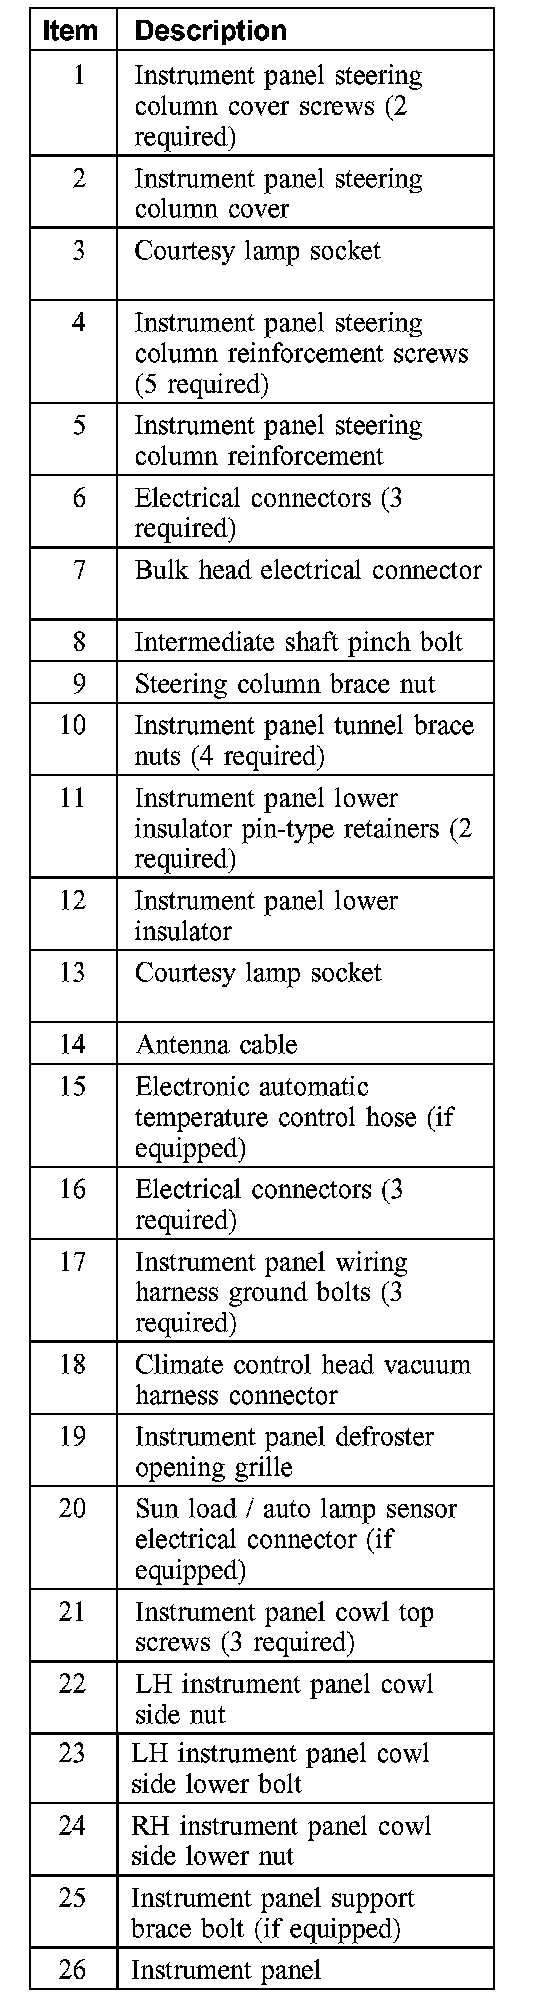 Item Description
1 Instrument panel steering
column cover screws (2
required)
2 Instrument panel steering
column cover
3 Courtesy lamp socket
4 Instrument panel steering
column reinforcement screws
(5 required)
5 Instrument panel steering
column reinforcement
6 Electrical connectors (3
required)
7 Bulk head electrical connector
8 Intermediate shaft pinch bolt
9 Steering column brace nut
10 Instrument panel tunnel brace
nuts (4 required)
11 Instrument panel lower
insulator pin-type retainers (2
required)
12 Instrument panel lower
insulator
13 Courtesy lamp socket
14 Antenna cable
15 Electronic automatic
temperature control hose (if
equipped)
16 Electrical connectors (3
required)
17 Instrument panel wiring
harness ground bolts (3
required)
18 Climate control head vacuum
harness connector
19 Instrument panel defroster
opening grille
20 Sun load / auto lamp sensor
electrical connector (if
equipped)
21 Instrument panel cowl top
screws (3 required)
22 LH instrument panel cowl
side nut
23 LH instrument panel cowl
side lower bolt
24 RH instrument panel cowl
side lower nut
25 Instrument panel support
brace bolt (if equipped)
26 Instrument panel